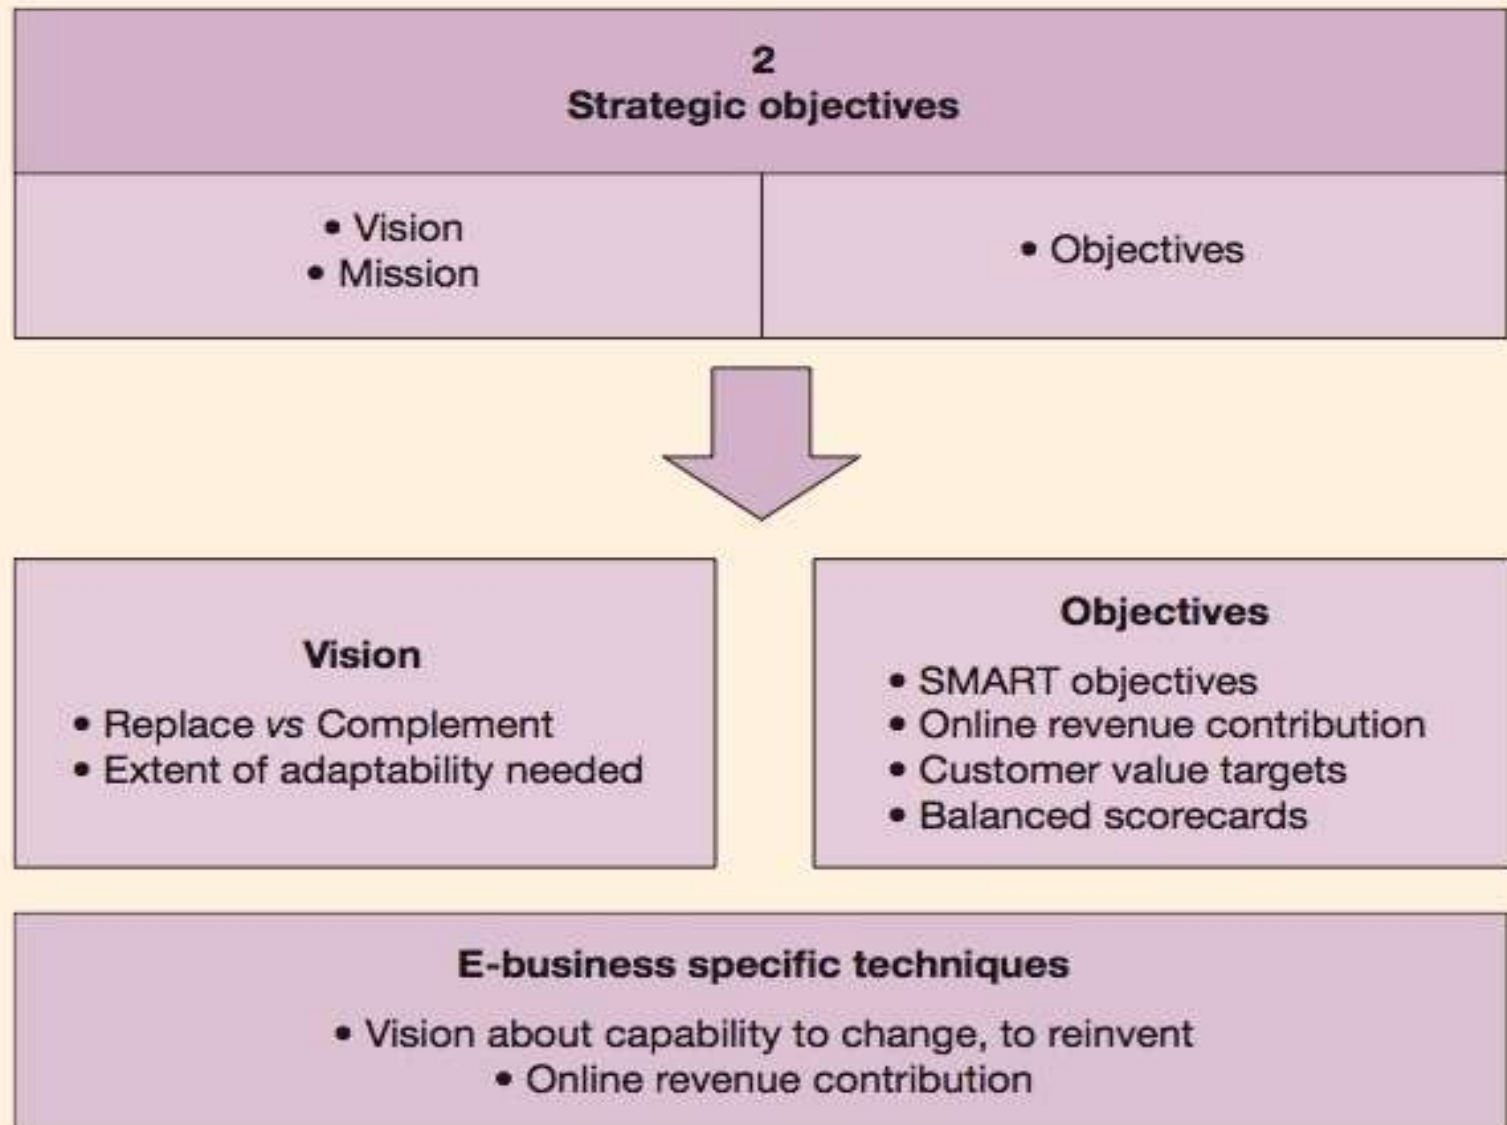 2
Strategic objectives
• Vision
• Mission
• Objectives
Vision
• Replace vs Complement
• Extent of adaptability needed
Objectives
• SMART objectives
• Online revenue contribution
• Customer value targets
• Balanced scorecards
E-business specific techniques
• Vision about capability to change, to reinvent
• Online revenue contribution